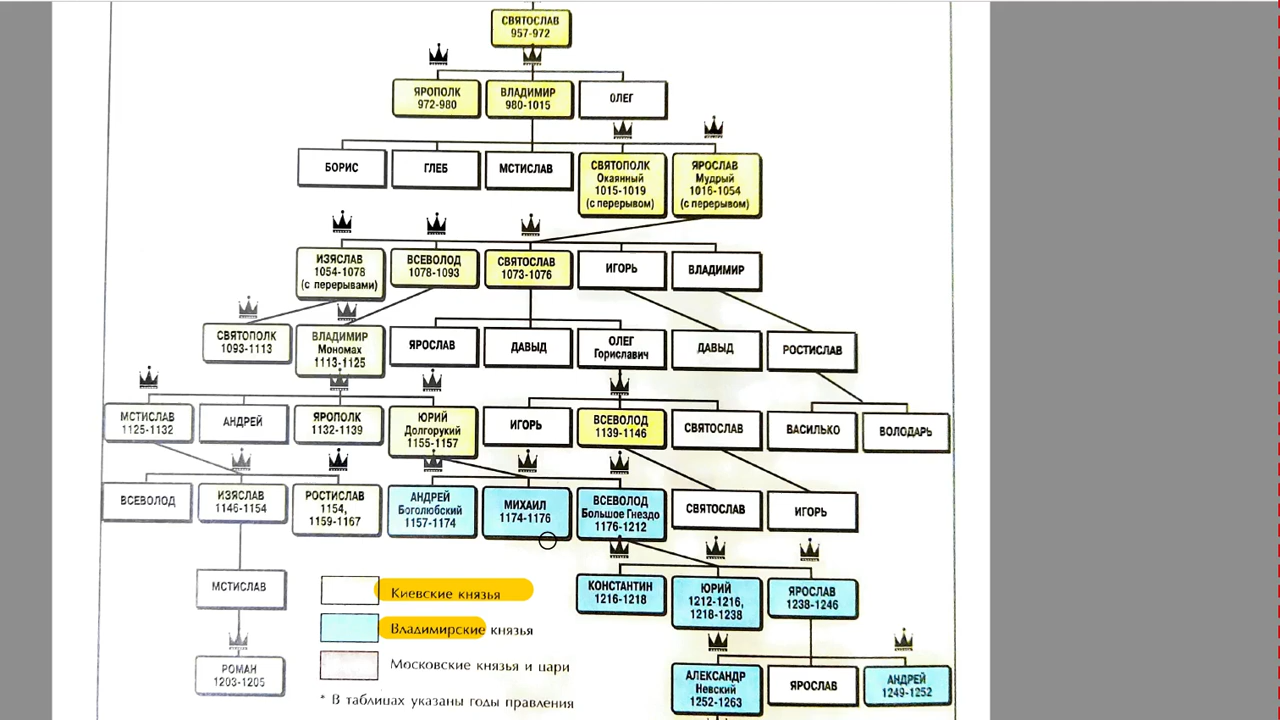 СВЯТОСЛАВ
957-972
ЯРОПОЛК
972-980
ВЛАДИМИР
980-1015
ОЛЕГ
БОРИС
ГЛЕБ
МСТИСЛАВ
СВЯТОПОЛК
Окаянный
1015-1019
(с перерывом)
ЯРОСЛАВ
Мудрый
1016-1054
(с перерывом)
ИЗЯСЛАВ
1054-1078
(с перерывами)
ВСЕВОЛОД
1078-1093
СВЯТОСЛАВ
1073-1076
ИГОРЬ
ВЛАДИМИР
СВЯТОПОЛК
1093-1113
ВЛАДИМИР
Мономах
1113-1125
ЯРОСЛАВ
ДАВЫД
ОЛЕГ
Гориславич
ДАВЫД
РОСТИСЛАВ
МСТИСЛАВ
1125-1132
АНДРЕЙ
ЯРОПОЛК
1132-1139
ЮРИЙ
Долгорукий
1155-1157
ИГОРЬ
ВСЕВОЛОД
1139-1146
СВЯТОСЛАВ
ВАСИЛЬКО
ВОЛОДАРЬ
ВСЕВОЛОД
ИЗЯСЛАВ
1146-1154
РОСТИСЛАВ
1154,
1159-1167
АНДРЕЙ
Боголюбский
1157-1174
МИХАИЛ
1174-1176
ВСЕВОЛОД
Большое Гнездо
1176-1212
СВЯТОСЛАВ
ИГОРЬ
МСТИСЛАВ
КОНСТАНТИН
1216-1218
ЮРИЙ
1212-1216,
1218-1238
ЯРОСЛАВ
1238-1246
РОМАН
1203-1205
АЛЕКСАНДР
Невский
1252-1263
ЯРОСЛАВ
АНДРЕЙ
1249-1252
Киевские князья
Владимирские князья
Московские князья и цари
* В таблицах указаны годы правления